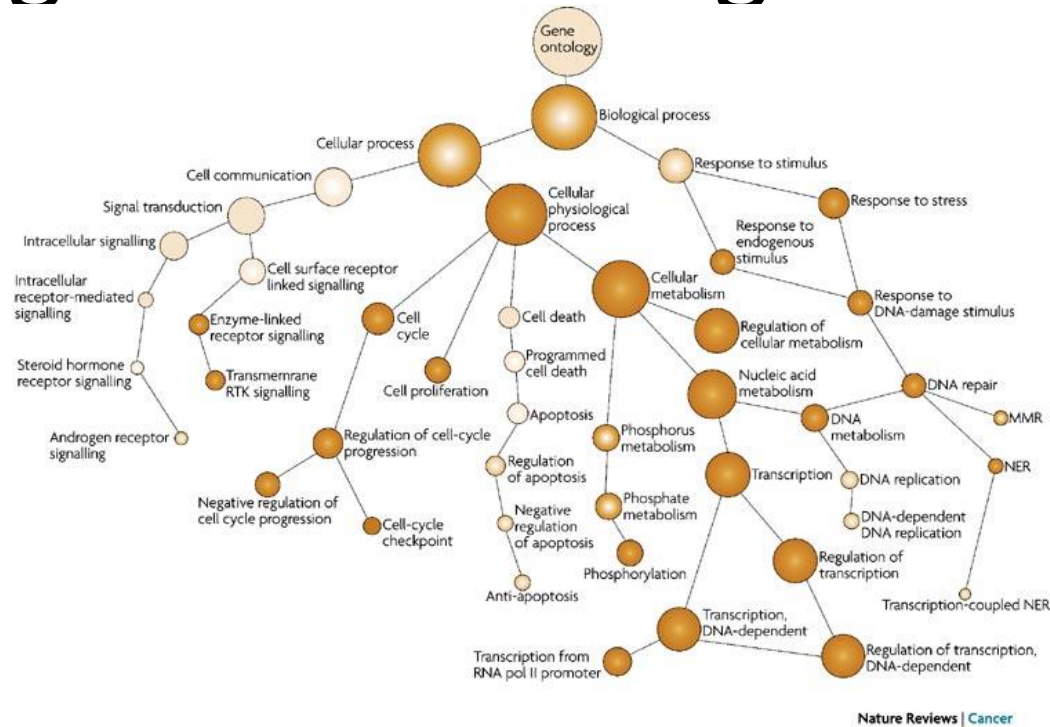 Gene
ontology
Biological process
Cellular process
Response to stimulus
Cell communication
Cellular
physiological
process
Response to stress
Signal transduction
Response to
endogenous
stimulus
Intracellular signalling
Cell surface receptor
linked signalling
Cellular
metabolism
Intracellular
receptor-mediated
signalling
Response to
DNA-damage stimulus
Enzyme-linked
receptor signalling
Cell
cycle
Cell death
Regulation of
cellular metabolism
Steroid hormone
receptor signalling
Transmemrane
RTK signalling
Cell proliferation
Programmed
cell death
Nucleic acid
metabolism
DNA repair
Androgen receptor
signalling
Regulation of cell-cycle
progression
Apoptosis
Phosphorus
metabolism
DNA
metabolism
MMR
Regulation
of apoptosis
Transcription
DNA replication
NER
Negative regulation of
cell cycle progression
Cell-cycle
checkpoint
Negative
regulation
of apoptosis
Phosphate
metabolism
DNA-dependent
DNA replication
Phosphorylation
Regulation of
transcription
Anti-apoptosis
Transcription-coupled NER
Transcription,
DNA-dependent
Transcription from
RNA pol II promoter
Regulation of transcription,
DNA-dependent
Nature Reviews | Cancer